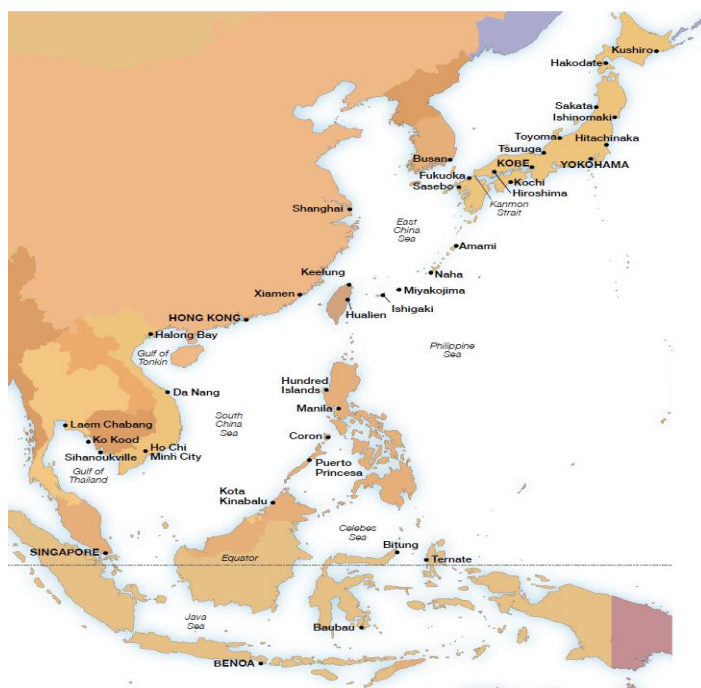 Kushiro
Hakodate
Sakata
Ishinomaki
Toyoma
Hitachinaka
Tsuruga
Busan
KOBE
YOKOHAMA
Fukuoka
Kochi
Sasebo
Hiroshima
Kanmon
Strait
Shanghai
East
China
Sea
Amami
Keelung
Naha
Xiamen
Miyakojima
Ishigaki
HONG KONG
Hualien
Halong Bay
Gulf of
Tonkin
Philippine
Sea
Hundred
Islands
Da Nang
Manila
South
China
Sea
Laem Chabang
Coron
Ko Kood
Ho Chi
Minh City
Sihanoukville
Puerto
Princesa
Gulf of
Thailand
Kota
Kinabalu
Celebes
Sea
Bitung
SINGAPORE
Equator
Ternate
Java
Sea
Baubau
BENOA